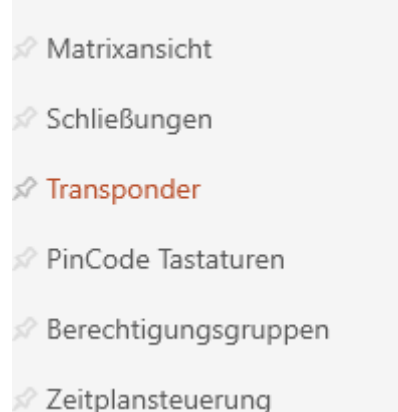 Matrixansicht
Schließungen
Transponder
PinCode Tastaturen
Berechtigungsgruppen
Zeitplansteuerung